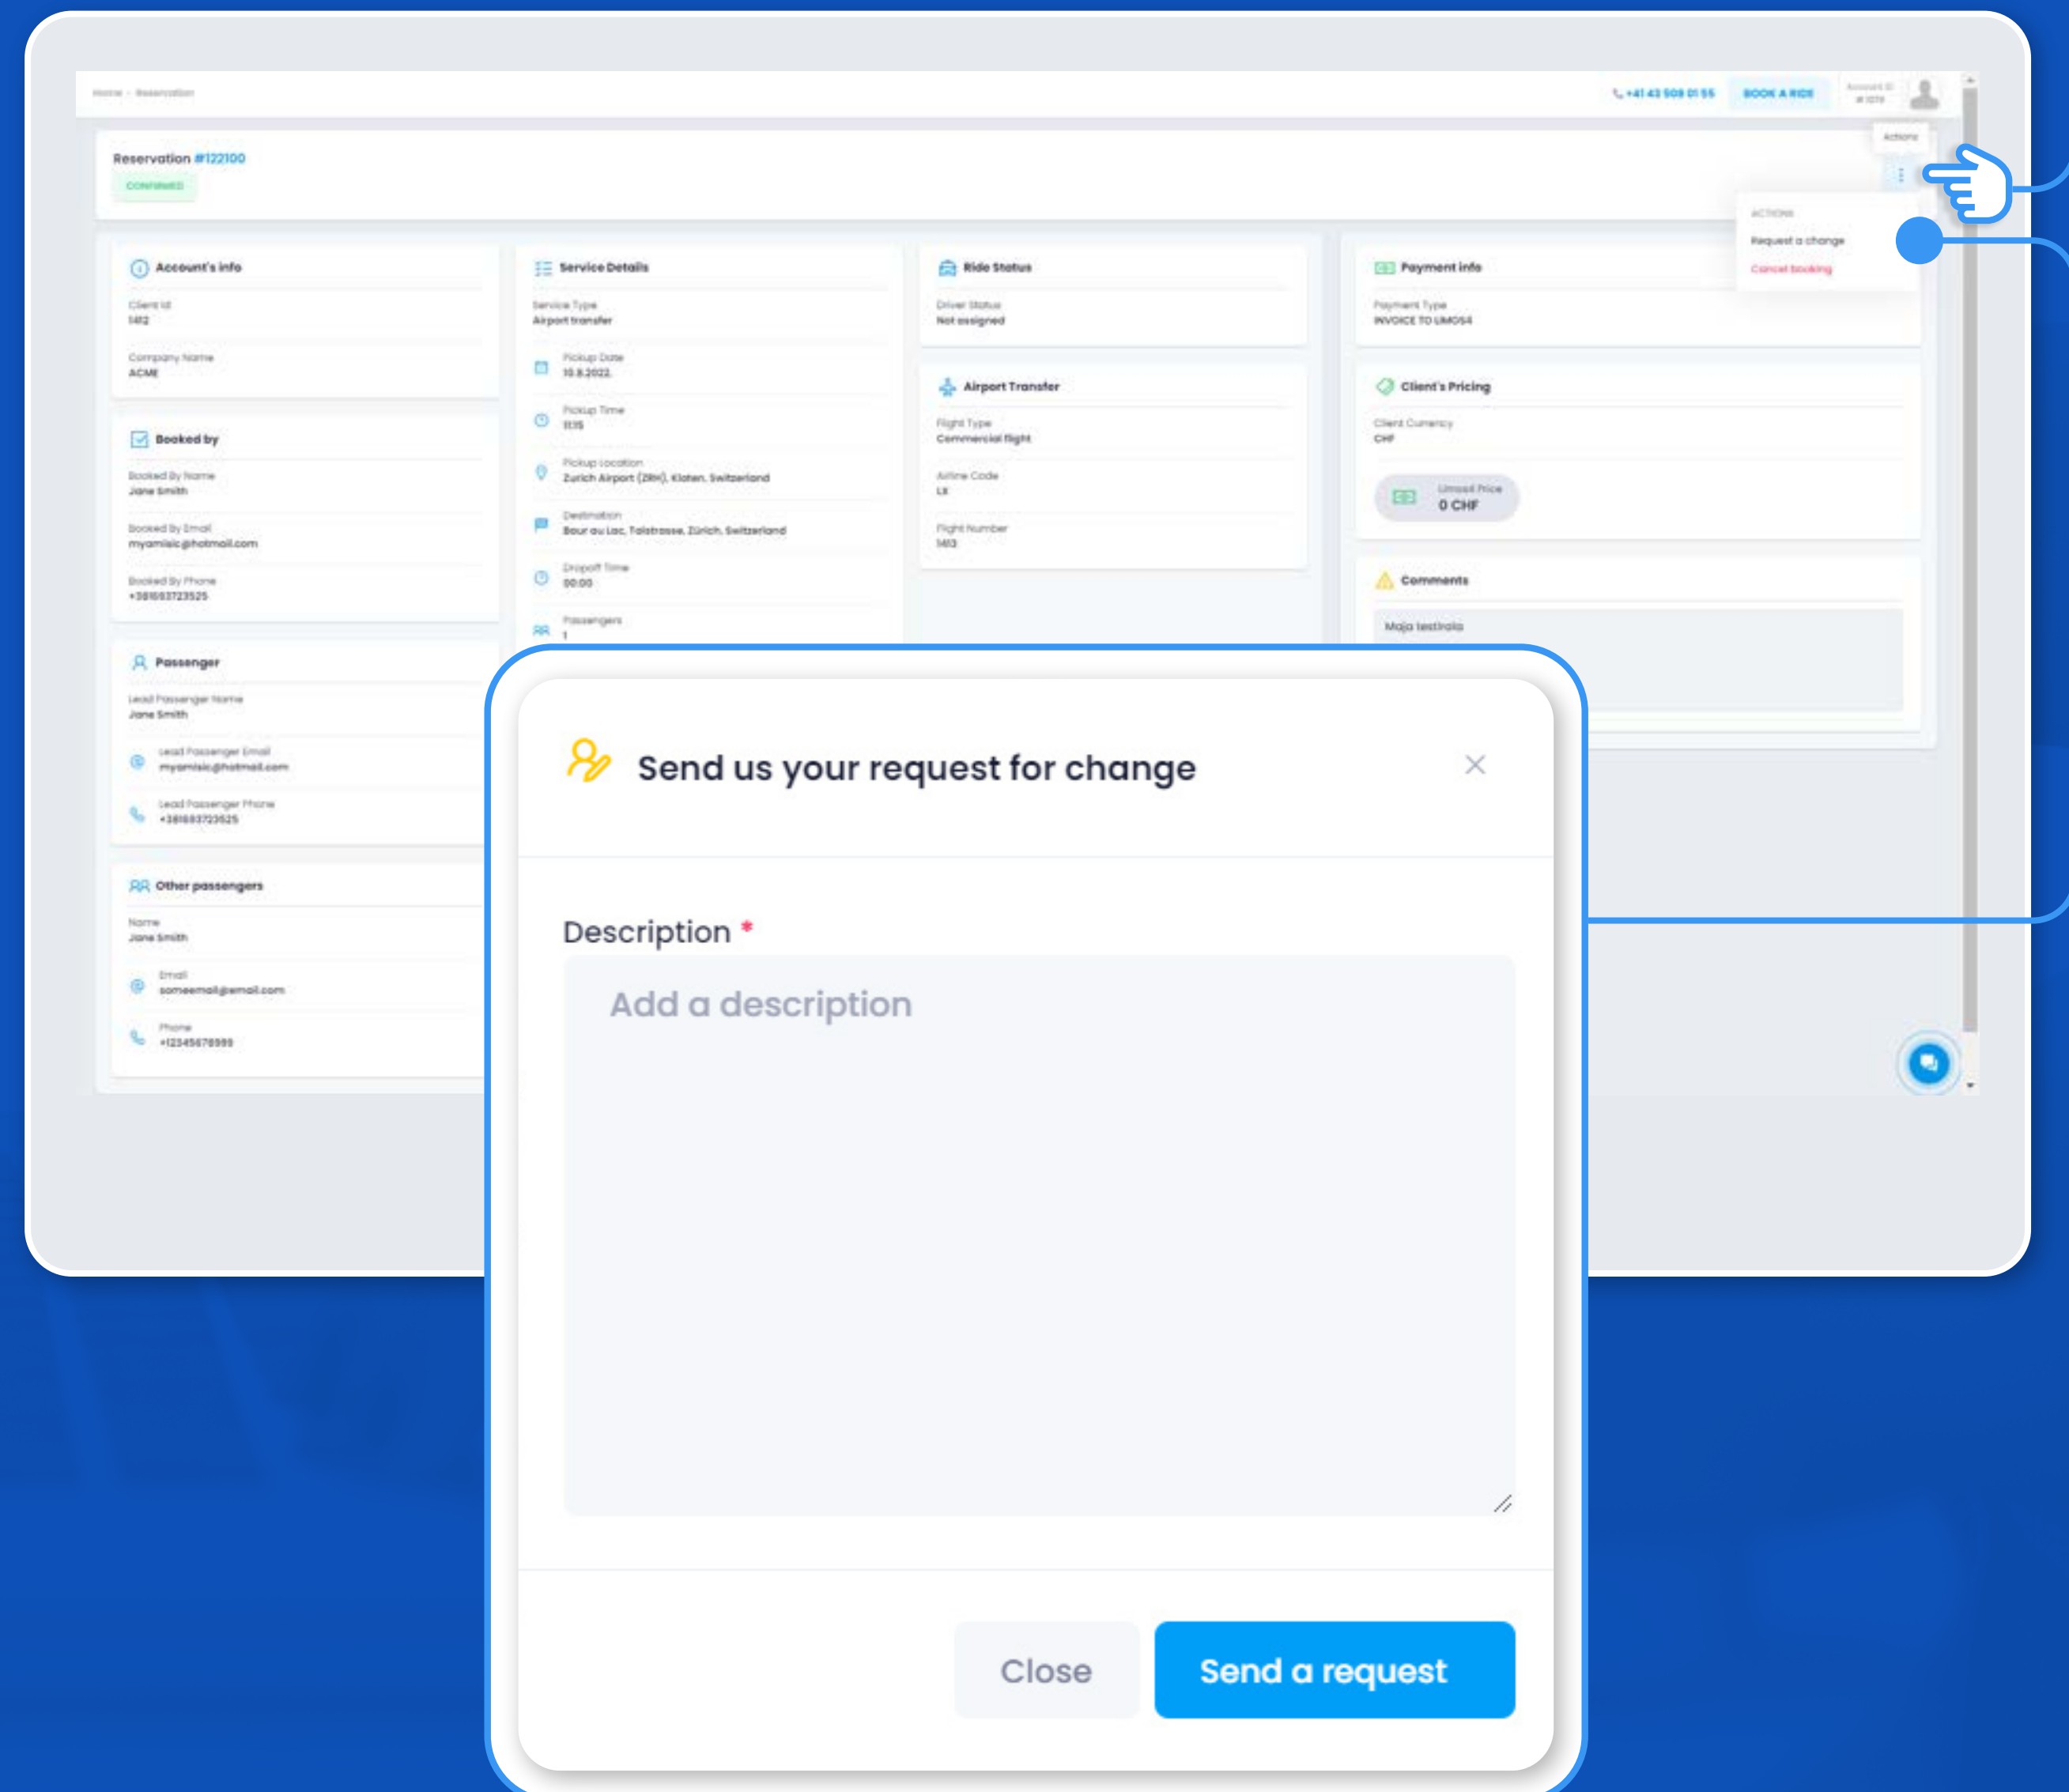 Home - Reservation
+41 43 508 01 55
BOOK A RIDE
Account ID
Actions
Reservation #122100
CONFIRMED
ACTIONS
Request a change
Cancel booking
Account's info
Client Id
1412
Company Name
ACME
Booked by
Booked By Name
Jane Smith
Booked By Email
myamisic@hotmail.com
Booked By Phone
Passenger
Lead Passenger Name
Jane Smith
Lead Passenger Email
myamisic@hotmail.com
Lead Passenger Phone
Other passengers
Name
Jane Smith
Email
someemail@email.com
Phone
Service Details
Service Type
Airport transfer
Pickup Date
10.8.2022.
Pickup Time
11:15
Pickup Location
Zurich Airport (ZRH), Kloten, Switzerland
Destination
Baur au Lac, Talstrasse, Zürich, Switzerland
Dropoff Time
00:00
Passengers
1
Ride Status
Driver Status
Not assigned
Airport Transfer
Flight Type
Commercial flight
Airline Code
LX
Flight Number
1413
Payment info
Payment Type
INVOICE TO LIMOS4
Client's Pricing
Client Currency
CHF
Price
0 CHF
Comments
Maja testirala
Send us your request for change
Description *
Add a description
Close
Send a request